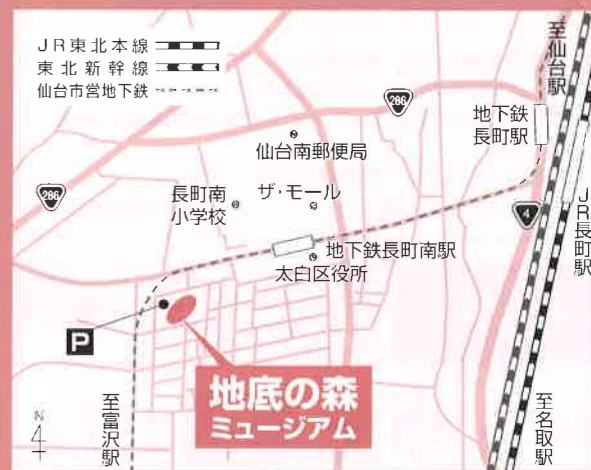 JR東北本線
東北新幹線
仙台市営地下鉄
至仙台駅
286
地下鉄
長町駅
仙台南郵便局
286
長町南
小学校
ザ・モール
4
JR長町駅
地下鉄長町南駅
太白区役所
P
地底の森
ミュージアム
N
4
至富沢駅
至名取駅